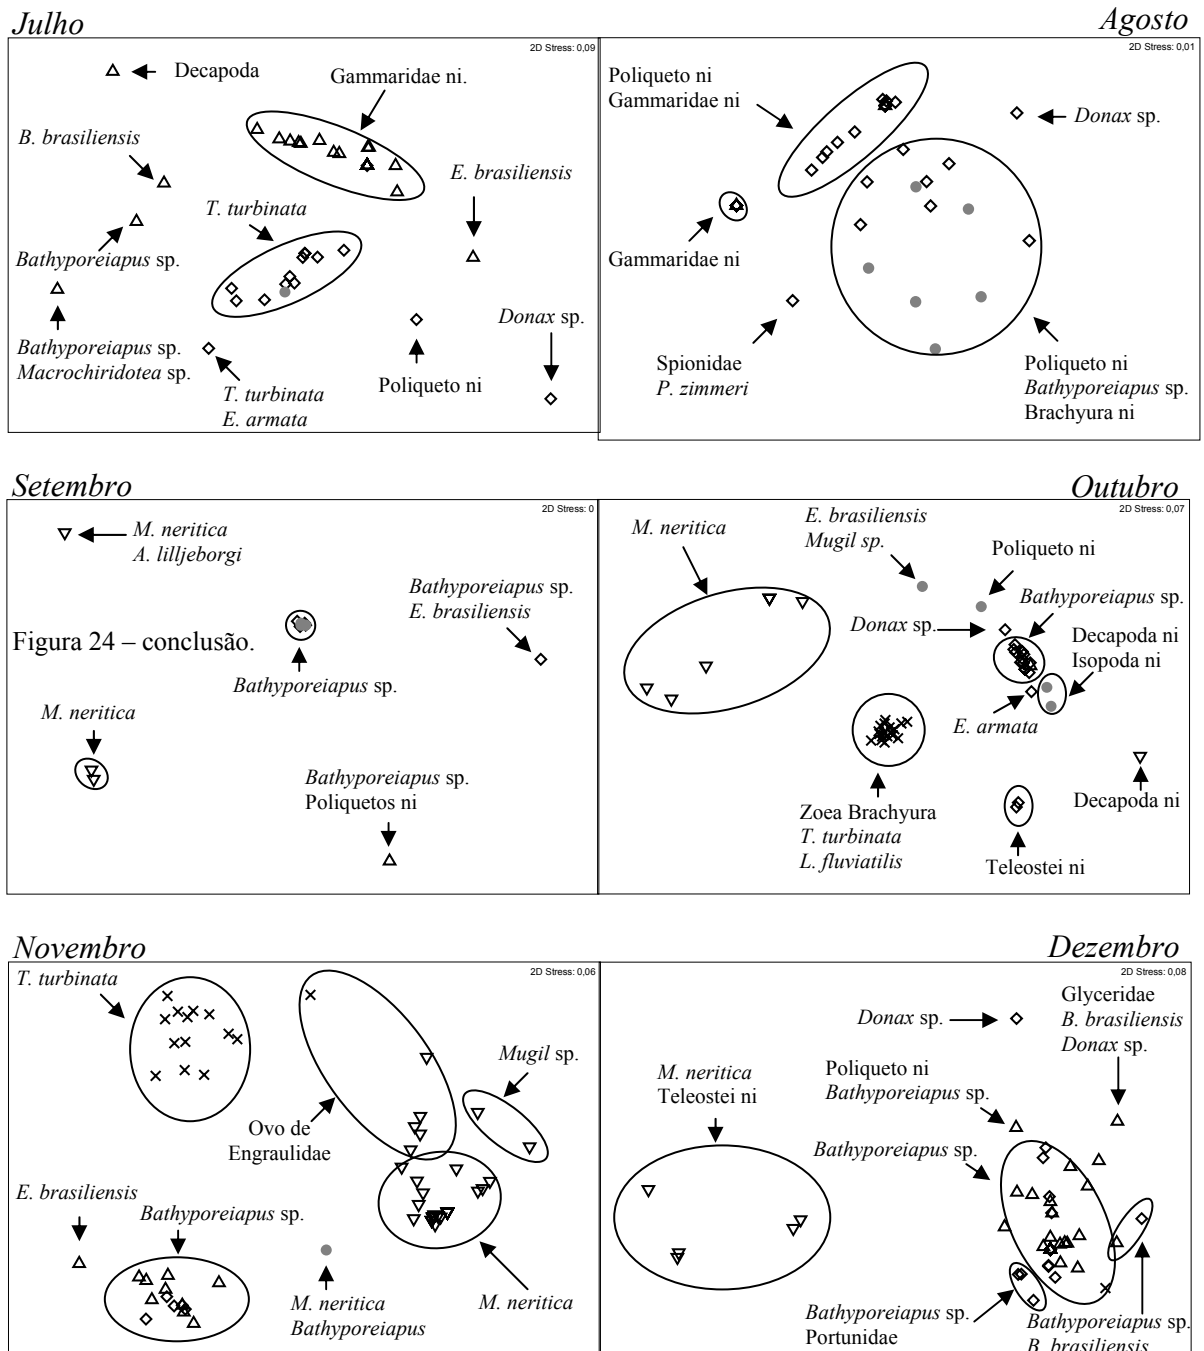 Julho
2D Stress: 0,09
Decapoda
Gammaridae ni.
B. brasiliensis
E. brasiliensis
T. turbinata
Bathyporeiapus sp.
Donax sp.
Bathyporeiapus sp.
Macrochiridotea sp.
Poliqueto ni
T. turbinata
E. armata
Agosto
2D Stress: 0,01
Poliqueto ni
Gammaridae ni
Donax sp.
Gammaridae ni
Spionidae
P. zimmeri
Poliqueto ni
Bathyporeiapus sp.
Brachyura ni
Setembro
2D Stress: 0
M. neritica
A. lilljeborgi
Bathyporeiapus sp.
E. brasiliensis
Figura 24 – conclusão.
Bathyporeiapus sp.
M. neritica
Bathyporeiapus sp.
Poliquetos ni
Outubro
2D Stress: 0,07
M. neritica
E. brasiliensis
Mugil sp.
Poliqueto ni
Bathyporeiapus sp.
Donax sp.
Decapoda ni
Isopoda ni
E. armata
Zoea Brachyura
T. turbinata
L. fluviatilis
Decapoda ni
Teleostei ni
Novembro
2D Stress: 0,06
T. turbinata
Mugil sp.
Ovo de
Engraulidae
E. brasiliensis
Bathyporeiapus sp.
M. neritica
Bathyporeiapus
M. neritica
Dezembro
2D Stress: 0,08
Donax sp.
Glyceridae
B. brasiliensis
Donax sp.
Poliqueto ni
Bathyporeiapus sp.
M. neritica
Teleostei ni
Bathyporeiapus sp.
Bathyporeiapus sp.
Portunidae
Bathyporeiapus sp.
B. brasiliensis